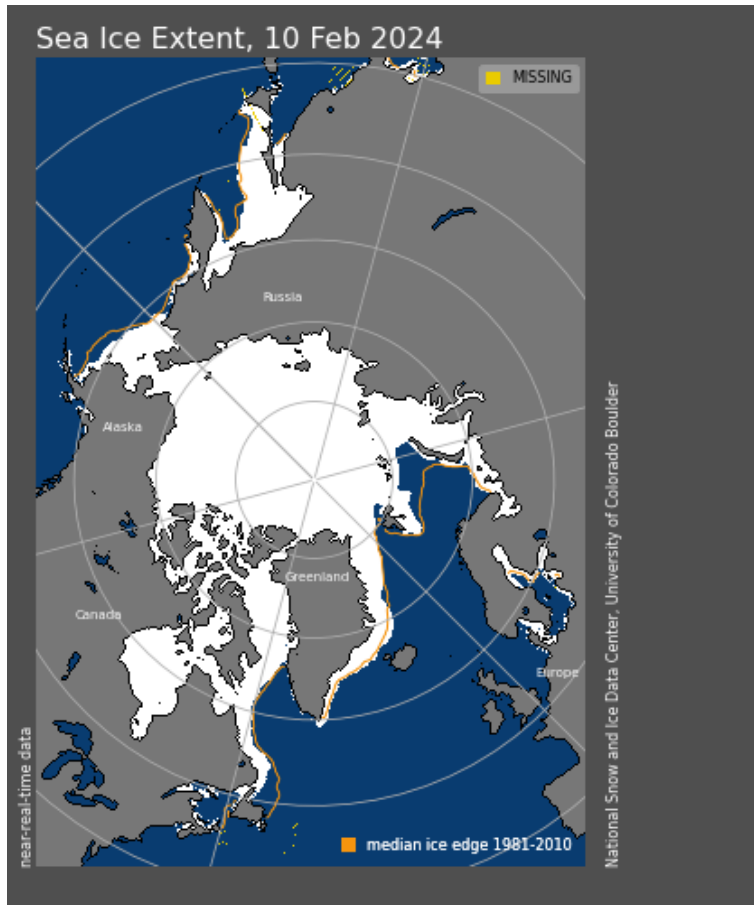 Sea Ice Extent, 10 Feb 2024
MISSING
Russia
Alaska
Greenland
Canada
Europe
near-real-time data
median ice edge 1981-2010
National Snow and Ice Data Center, University of Colorado Boulder